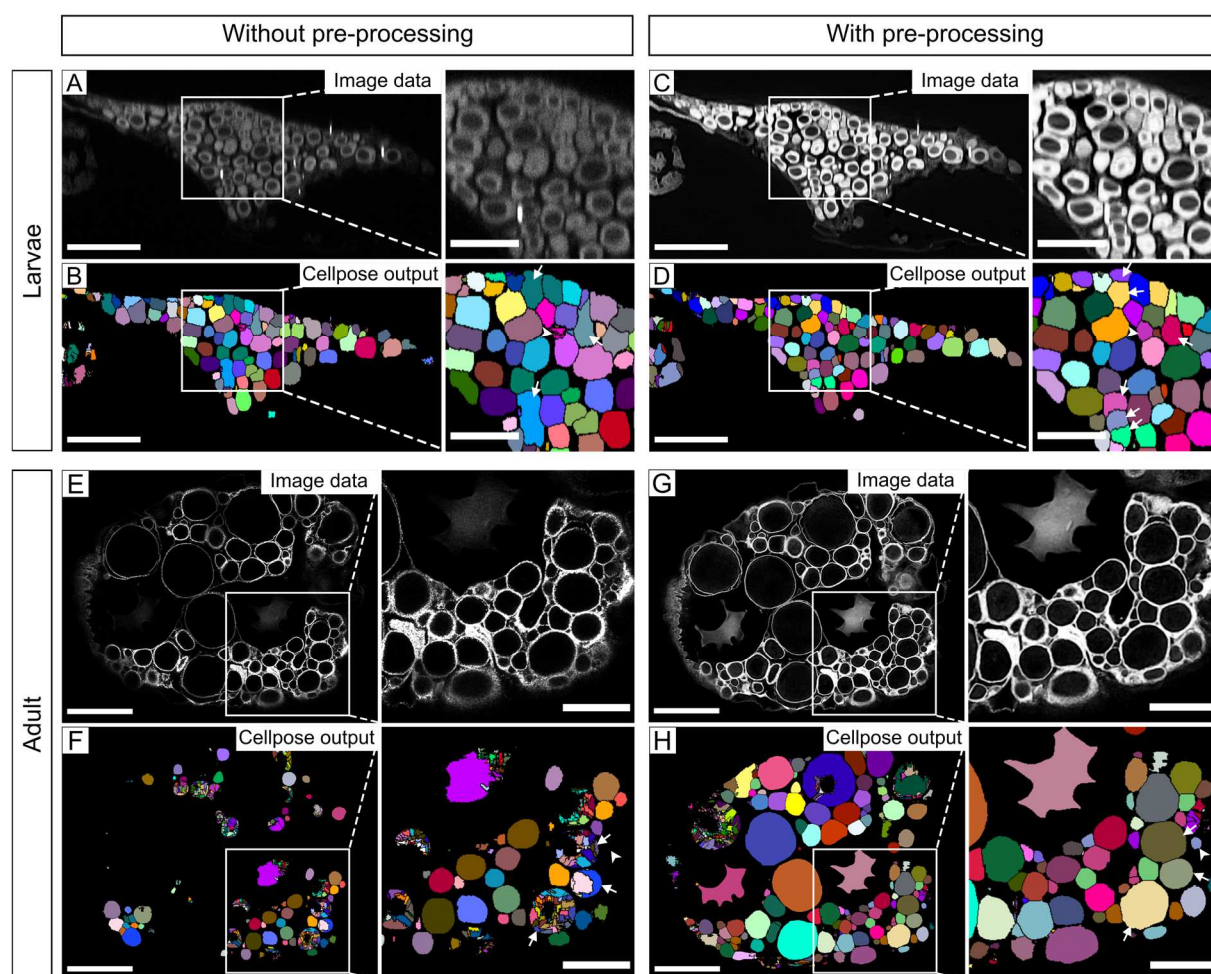 Without pre-processing
With pre-processing
Larvae
A
Image data
C
Image data
B
Cellpose output
D
Cellpose output
Adult
E
Image data
G
Image data
F
Cellpose output
H
Cellpose output